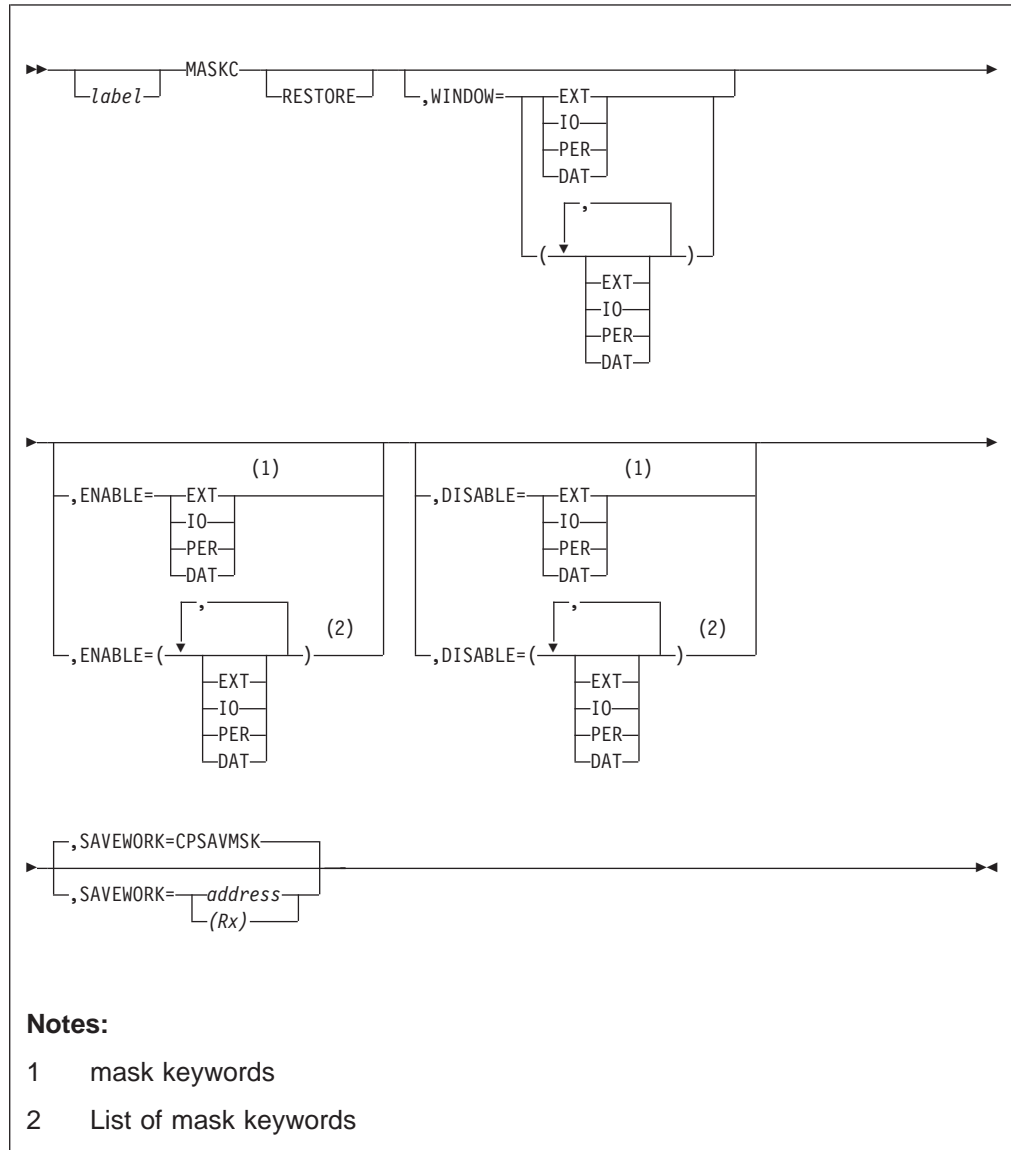 MASKC
label RESTORE ,WINDOW= EXT
IO
PER
DAT
,
( )
EXT
IO
PER
DAT
(1) (1)
,ENABLE= EXT ,DISABLE= EXT
IO IO
PER PER
DAT DAT
, ,
(2) (2)
,ENABLE=( ) ,DISABLE=( )
EXT EXT
IO IO
PER PER
DAT DAT
,SAVEWORK=CPSAVMSK
,SAVEWORK= address
(Rx)
Notes:
1 mask keywords
2 List of mask keywords